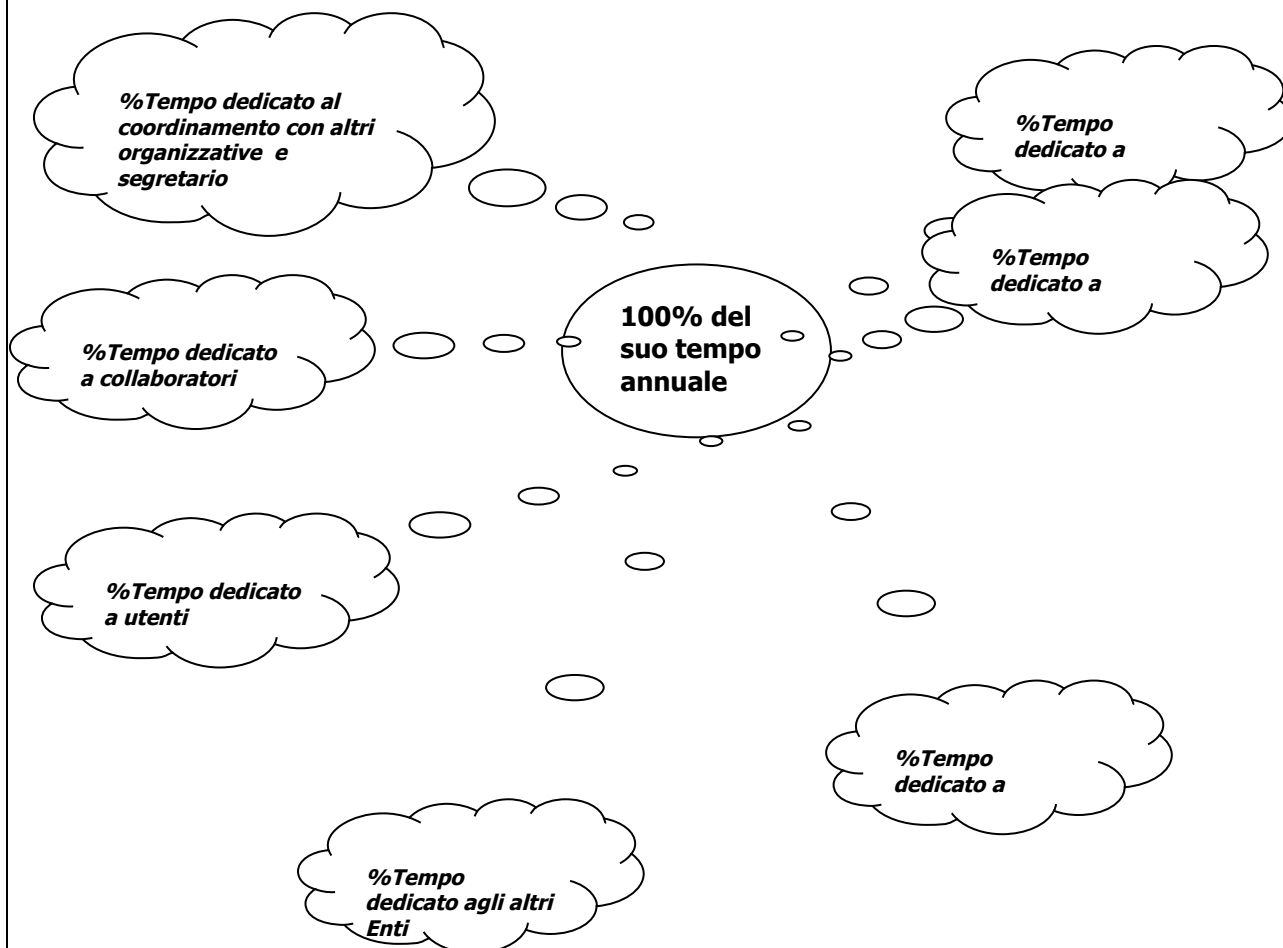 %Tempo dedicato al
coordinamento con altri
organizzative e
segretario
%Tempo
dedicato a
%Tempo
dedicato a
100% del
suo tempo
annuale
%Tempo dedicato
a collaboratori
%Tempo dedicato
a utenti
%Tempo
dedicato a
%Tempo
dedicato agli altri
Enti